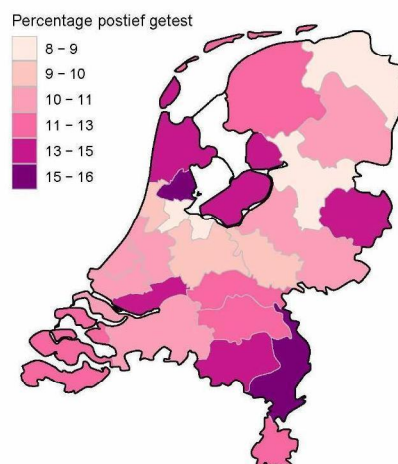 Percentage postief getest
8 – 9
9 – 10
10 – 11
11 – 13
13 – 15
15 – 16